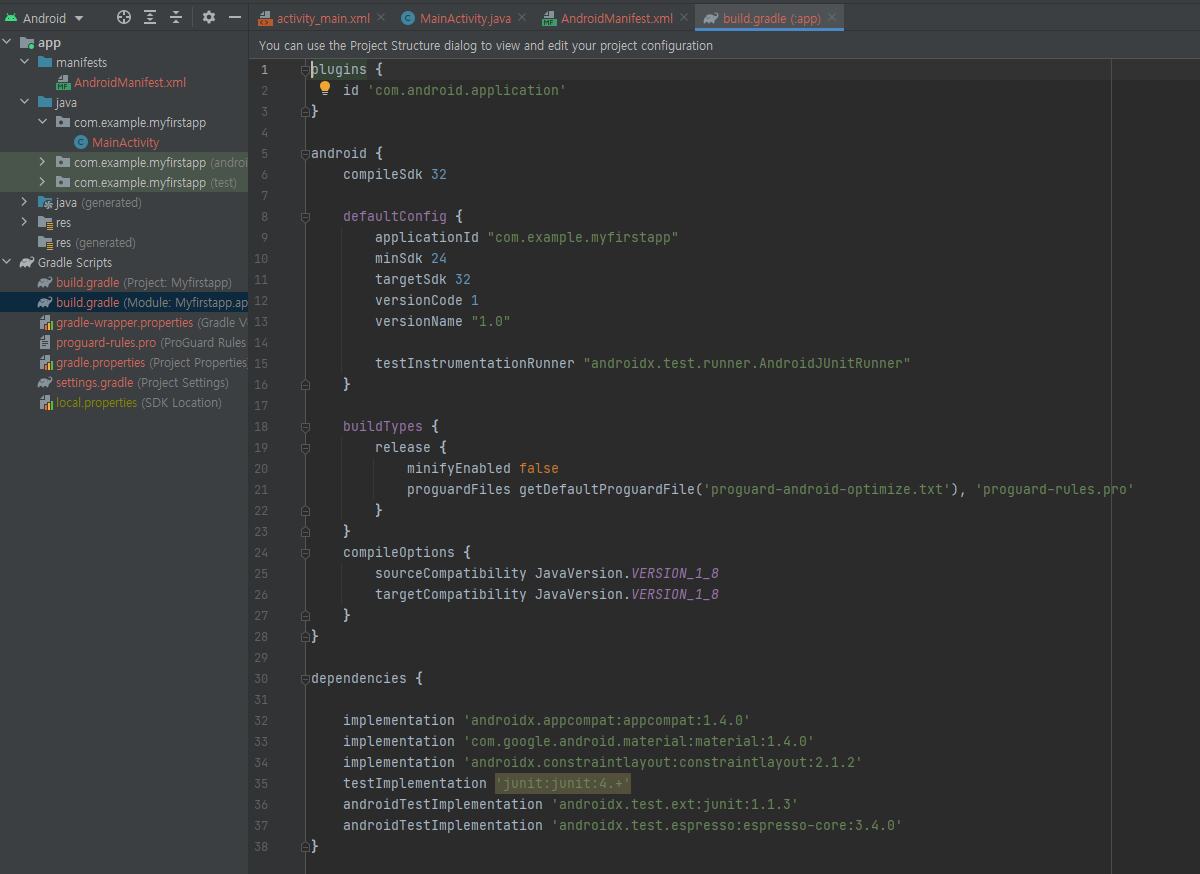 Android
activity_main.xml
MainActivity.java
AndroidManifest.xml
build.gradle (:app)
app
manifests
AndroidManifest.xml
java
com.example.myfirstapp
MainActivity
com.example.myfirstapp (androi
com.example.myfirstapp (test)
java (generated)
res
res (generated)
Gradle Scripts
build.gradle (Project: Myfirstapp)
build.gradle (Module: Myfirstapp.ap
gradle-wrapper.properties (Gradle V
proguard-rules.pro (ProGuard Rules
gradle.properties (Project Properties
settings.gradle (Project Settings)
local.properties (SDK Location)
You can use the Project Structure dialog to view and edit your project configuration
1 plugins {
2 id 'com.android.application'
3 }
4
5 android {
6 compileSdk 32
7
8 defaultConfig {
9 applicationId "com.example.myfirstapp"
10 minSdk 24
11 targetSdk 32
12 versionCode 1
13 versionName "1.0"
14
15 testInstrumentationRunner "androidx.test.runner.AndroidJUnitRunner"
16 }
17
18 buildTypes {
19 release {
20 minifyEnabled false
21 proguardFiles getDefaultProguardFile('proguard-android-optimize.txt'), 'proguard-rules.pro'
22 }
23 }
24 compileOptions {
25 sourceCompatibility JavaVersion.VERSION_1_8
26 targetCompatibility JavaVersion.VERSION_1_8
27 }
28 }
29
30 dependencies {
31
32 implementation 'androidx.appcompat:appcompat:1.4.0'
33 implementation 'com.google.android.material:material:1.4.0'
34 implementation 'androidx.constraintlayout:constraintlayout:2.1.2'
35 testImplementation 'junit:junit:4.+'
36 androidTestImplementation 'androidx.test.ext:junit:1.1.3'
37 androidTestImplementation 'androidx.test.espresso:espresso-core:3.4.0'
38 }